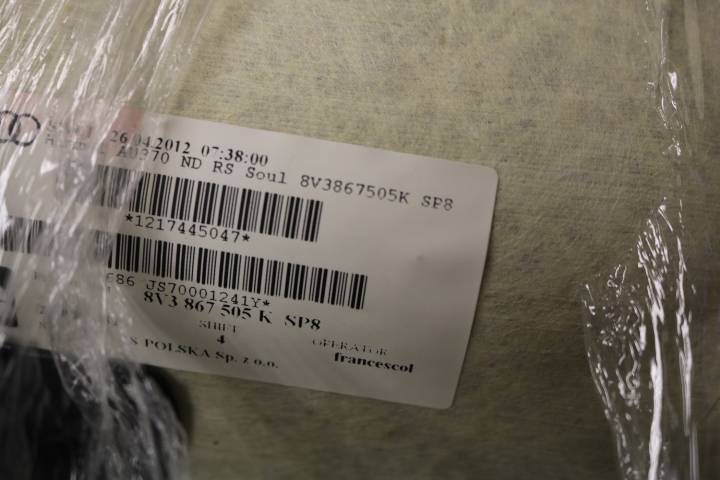 26.04.2012 07:38:00
A0370 ND RS Soul 8V3867505K SP8
*1217445047*
686 JS70001241Y*
8V3 867 505 K SP8
SHIFT
4
OPERATOR
francescol
S POLSKA Sp. z o.o.